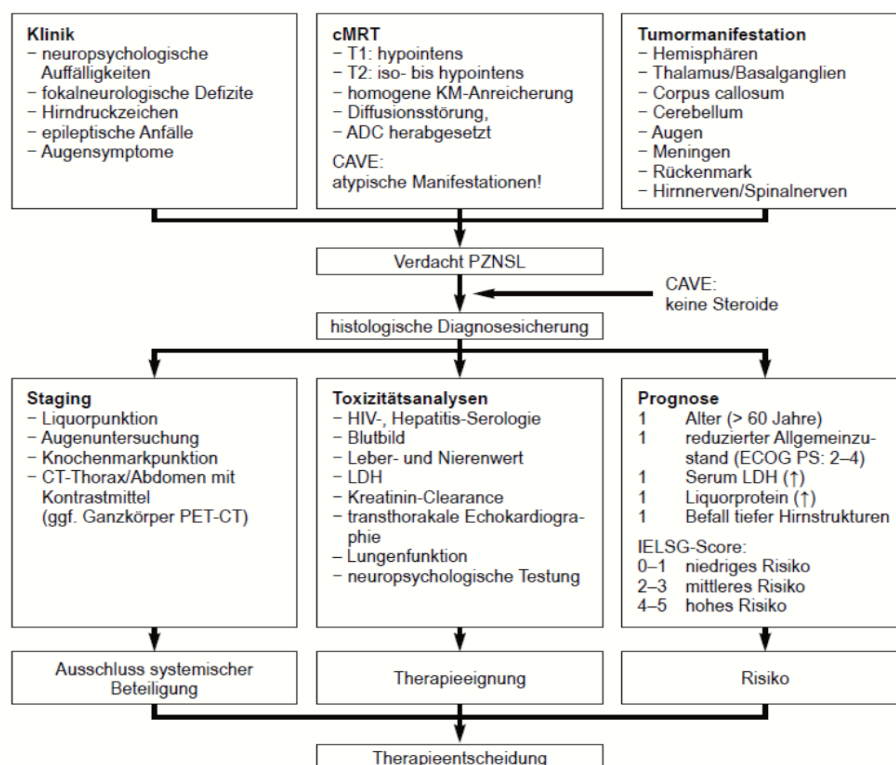 Klinik
– neuropsychologische
Auffälligkeiten
– fokalneurologische Defizite
– Hirndruckzeichen
– epileptische Anfälle
– Augensymptome
cMRT
– T1: hypointens
– T2: iso- bis hypointens
– homogene KM-Anreicherung
– Diffusionsstörung,
– ADC herabgesetzt
CAVE:
atypische Manifestationen!
Tumormanifestation
– Hemisphären
– Thalamus/Basalganglien
– Corpus callosum
– Cerebellum
– Augen
– Meningen
– Rückenmark
– Hirnnerven/Spinalnerven
Verdacht PZNSL
CAVE:
keine Steroide
histologische Diagnosesicherung
Staging
– Liquorpunktion
– Augenuntersuchung
– Knochenmarkpunktion
– CT-Thorax/Abdomen mit
Kontrastmittel
(ggf. Ganzkörper PET-CT)
Toxizitätsanalysen
– HIV-, Hepatitis-Serologie
– Blutbild
– Leber- und Nierenwert
– LDH
– Kreatinin-Clearance
– transthorakale Echokardiogra-
phie
– Lungenfunktion
– neuropsychologische Testung
Prognose
1 Alter (> 60 Jahre)
1 reduzierter Allgemeinzu-
stand (ECOG PS: 2–4)
1 Serum LDH (↑)
1 Liquorprotein (↑)
1 Befall tiefer Hirnstrukturen
IELSG-Score:
0–1 niedriges Risiko
2–3 mittleres Risiko
4–5 hohes Risiko
Ausschluss systemischer
Beteiligung
Therapieeignung
Risiko
Therapieentscheidung